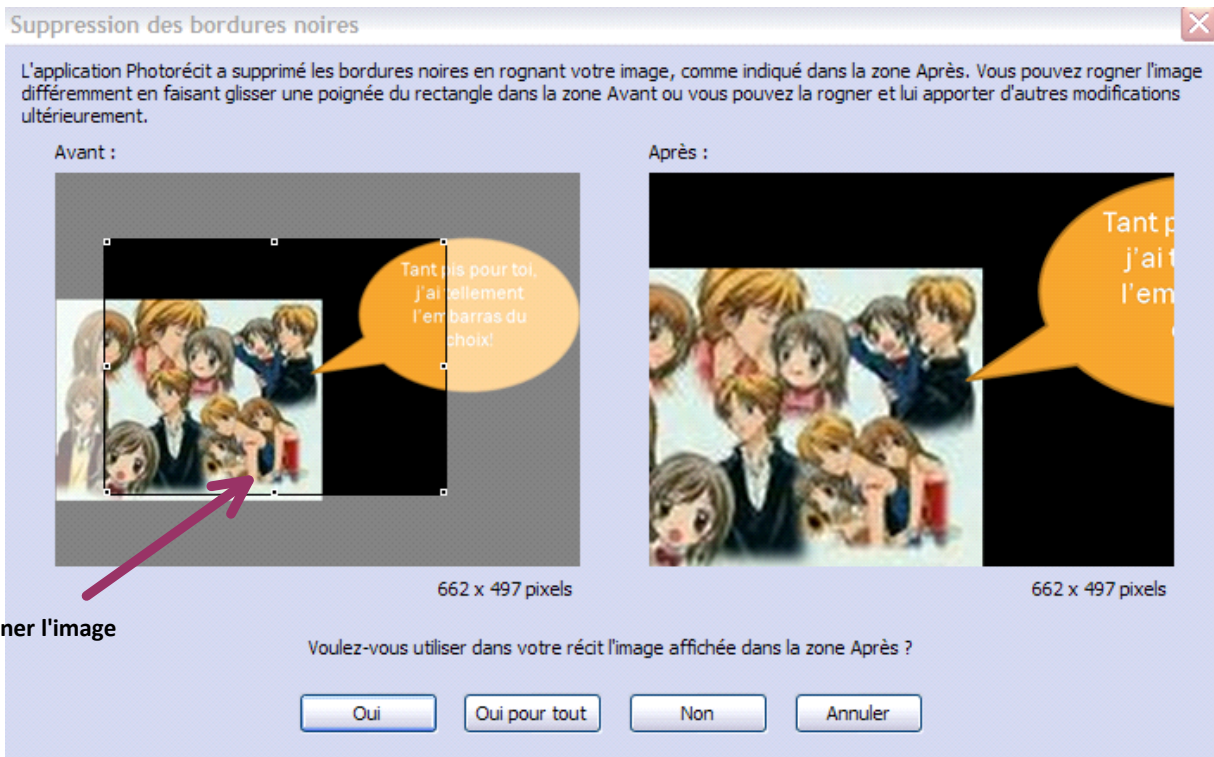 Suppression des bordures noires
L'application Photorécit a supprimé les bordures noires en rognant votre image, comme indiqué dans la zone Après. Vous pouvez rogner l'image
différemment en faisant glisser une poignée du rectangle dans la zone Avant ou vous pouvez la rogner et lui apporter d'autres modifications
ultérieurement.
Avant :
Après :
Tant pis pour toi,
j'ai tellement
l'embarras du
choix!
Tant p
j'ai t
l'em
662 x 497 pixels
662 x 497 pixels
ner l'image
Voulez-vous utiliser dans votre récit l'image affichée dans la zone Après ?
Oui
Oui pour tout
Non
Annuler